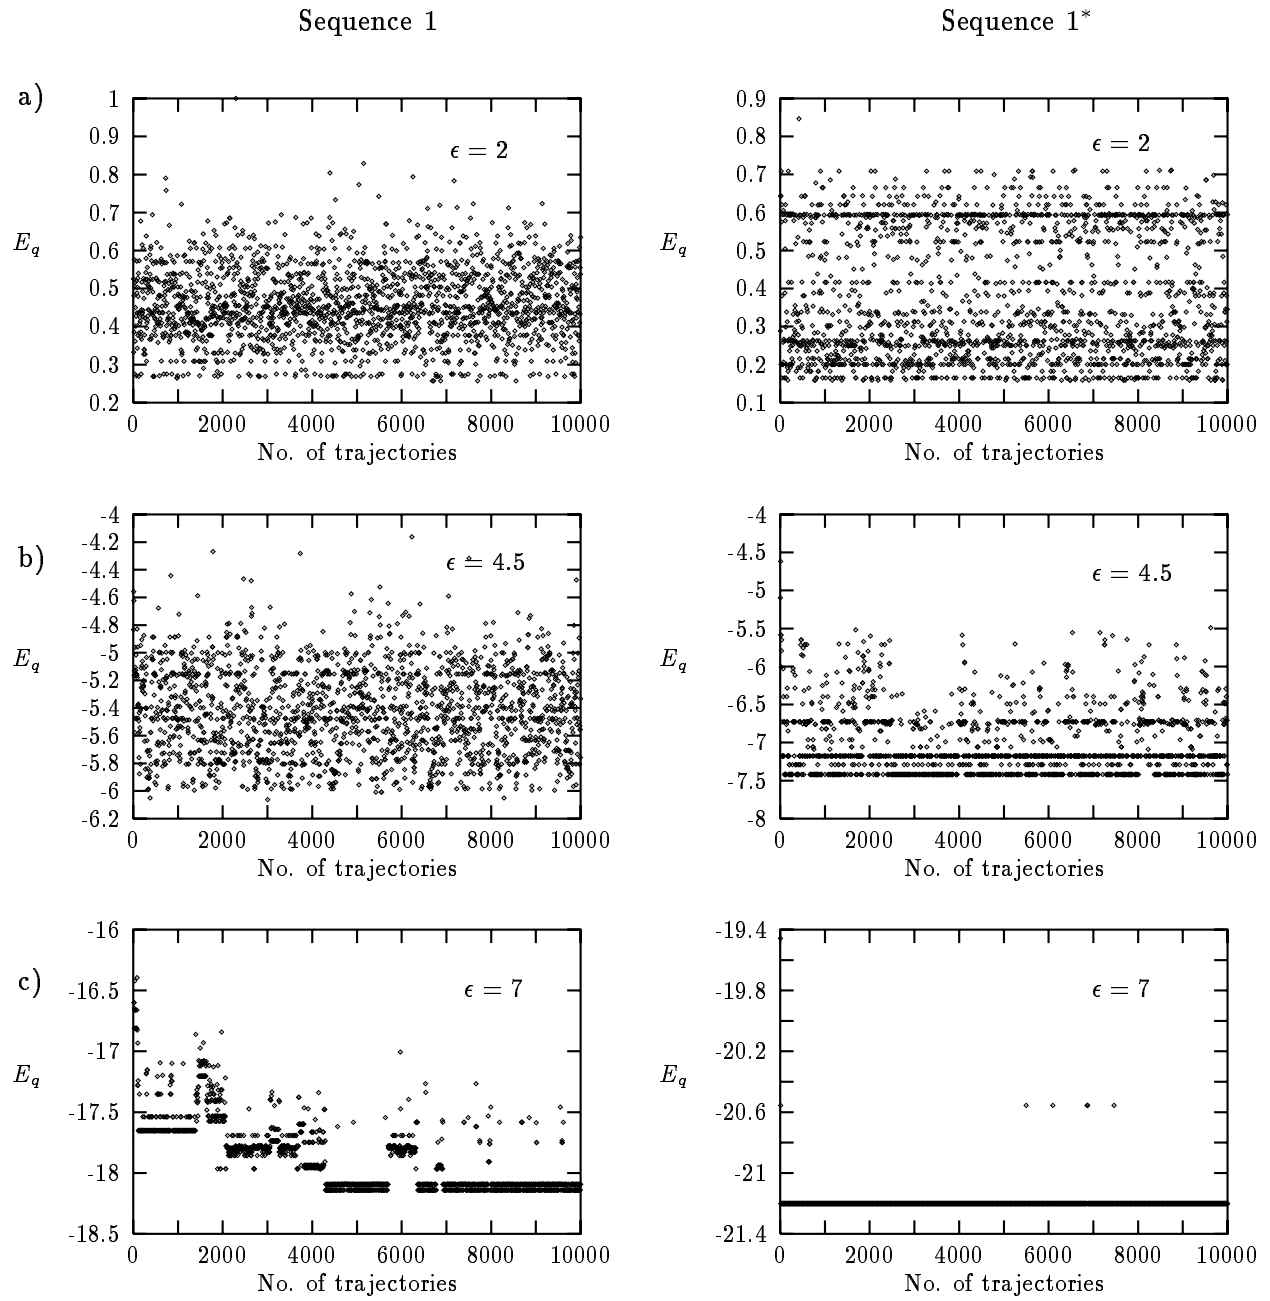 Sequence 1
Sequence 1*
a)
1
0.9
0.8
0.7
0.6
0.5
0.4
0.3
0.2
E_q
ϵ = 2
0 2000 4000 6000 8000 10000
No. of trajectories
0.9
0.8
0.7
0.6
0.5
0.4
0.3
0.2
0.1
E_q
ϵ = 2
0 2000 4000 6000 8000 10000
No. of trajectories
b)
-4
-4.2
-4.4
-4.6
-4.8
-5
-5.2
-5.4
-5.6
-5.8
-6
-6.2
E_q
ϵ = 4.5
0 2000 4000 6000 8000 10000
No. of trajectories
-4
-4.5
-5
-5.5
-6
-6.5
-7
-7.5
-8
E_q
ϵ = 4.5
0 2000 4000 6000 8000 10000
No. of trajectories
c)
-16
-16.5
-17
-17.5
-18
-18.5
E_q
ϵ = 7
0 2000 4000 6000 8000 10000
No. of trajectories
-19.4
-19.8
-20.2
-20.6
-21
-21.4
E_q
ϵ = 7
0 2000 4000 6000 8000 10000
No. of trajectories